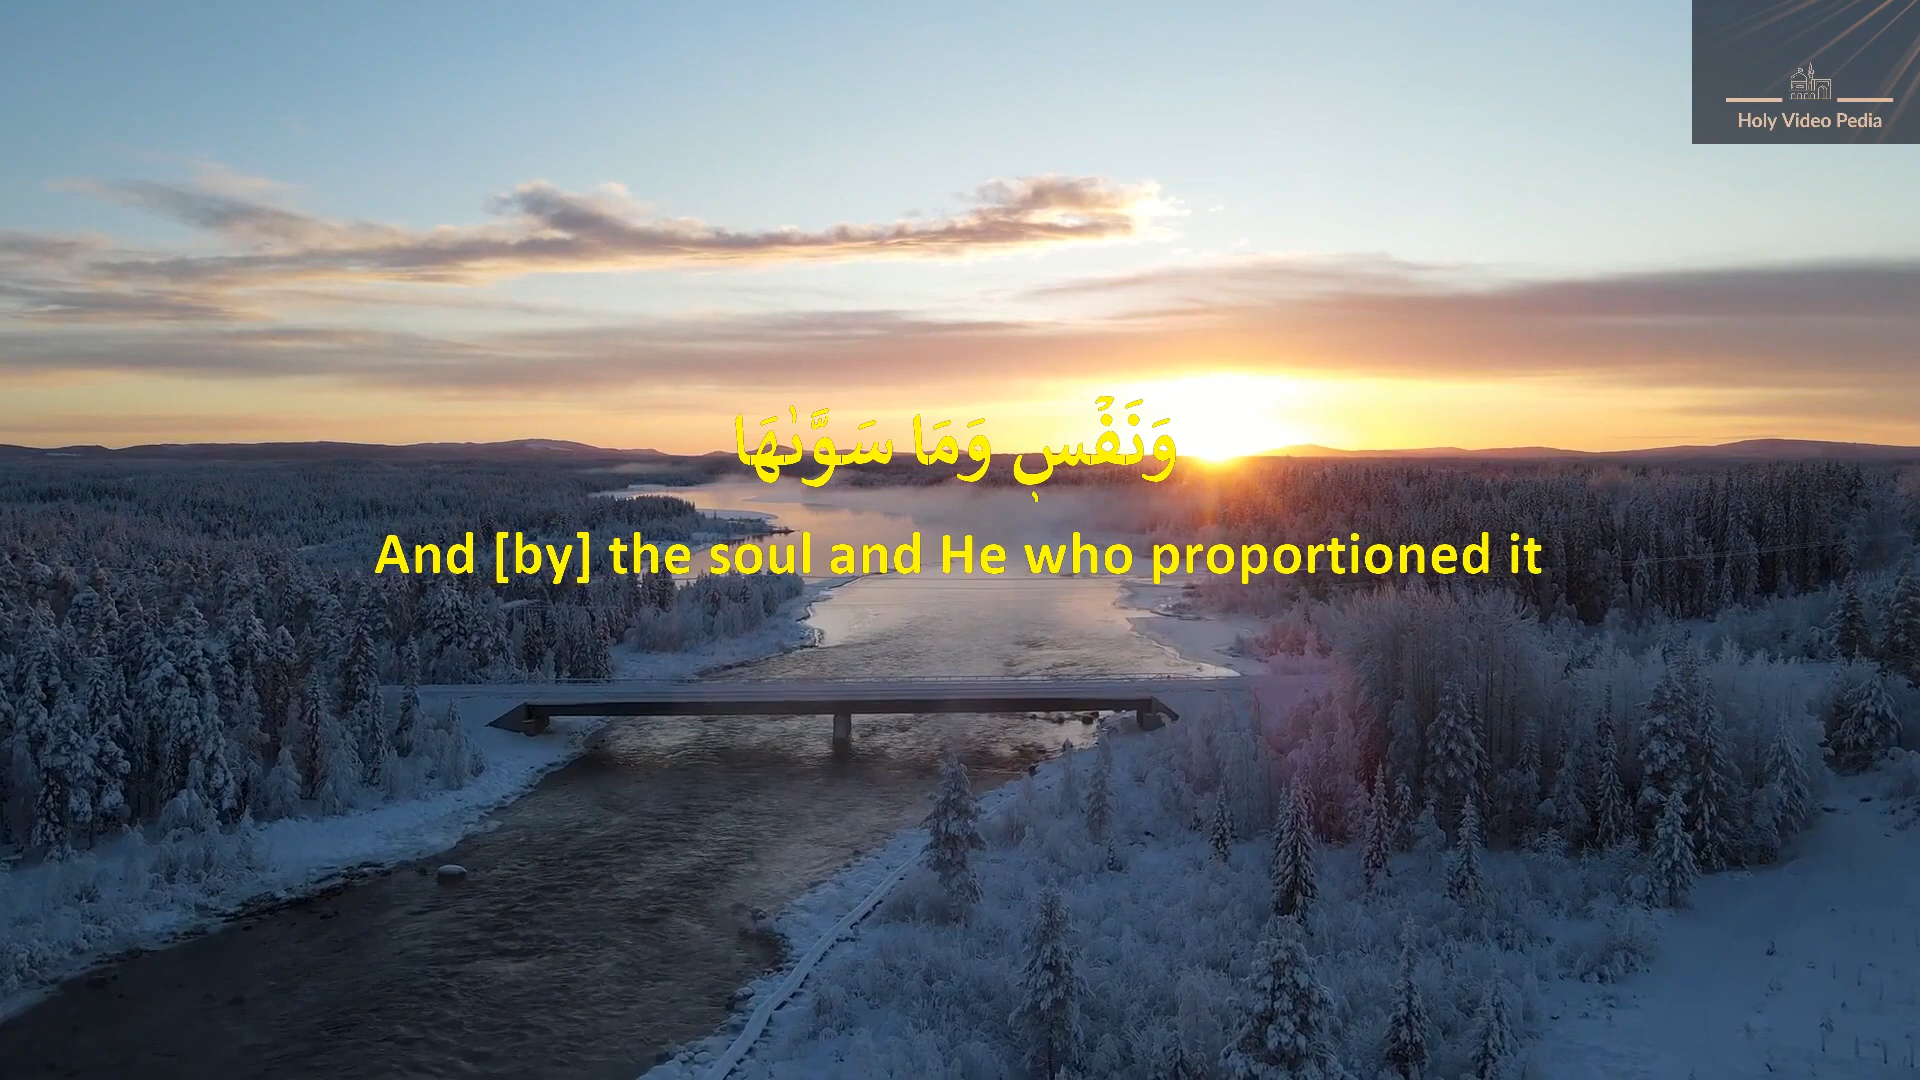 Holy Video Pedia
وَنَفۡسٖ وَمَا سَوَّىٰهَا
And [by] the soul and He who proportioned it